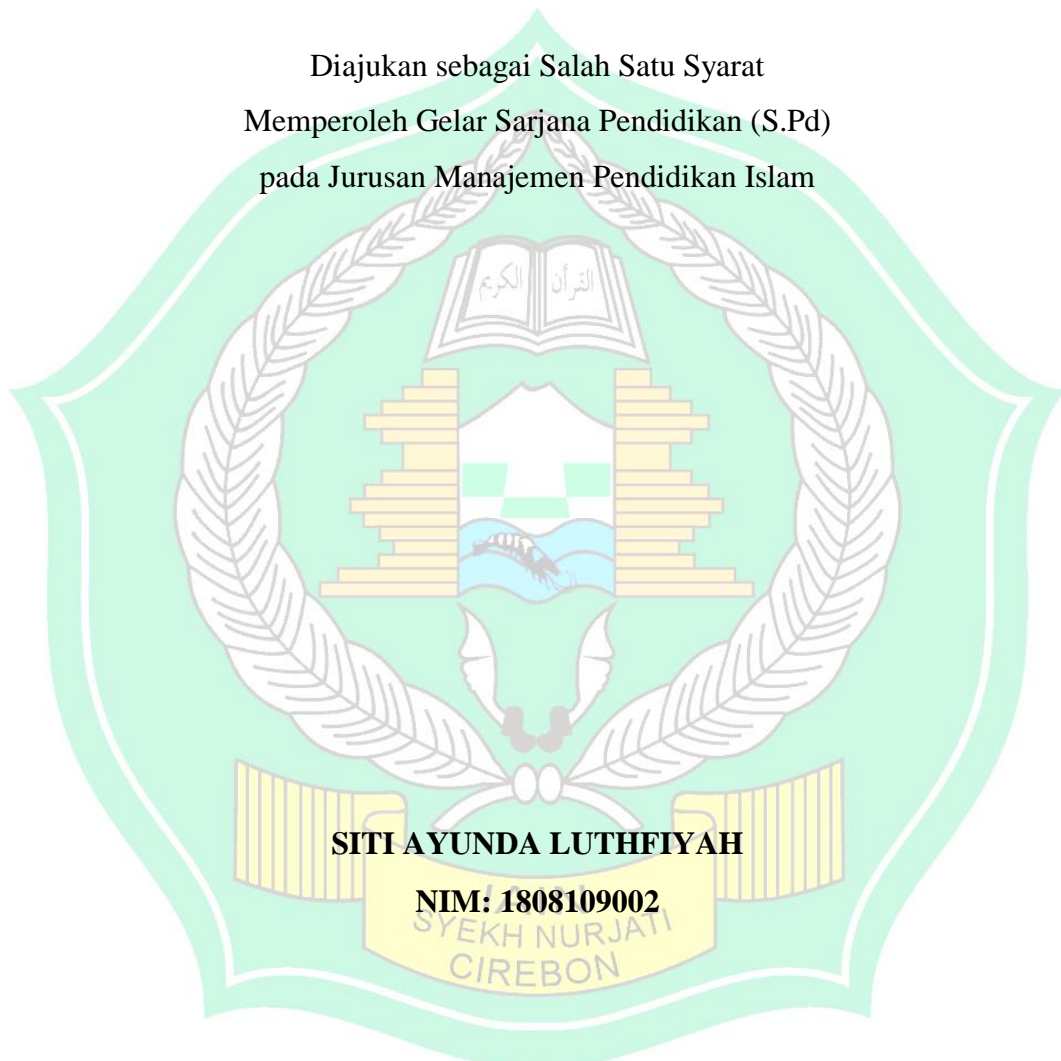 Diajukan sebagai Salah Satu Syarat
Memperoleh Gelar Sarjana Pendidikan (S.Pd)
pada Jurusan Manajemen Pendidikan Islam
القرآن الكريم
SITI AYUNDA LUTHFIYAH
NIM: 1808109002
IAIN
SYEKH NURJATI
CIREBON